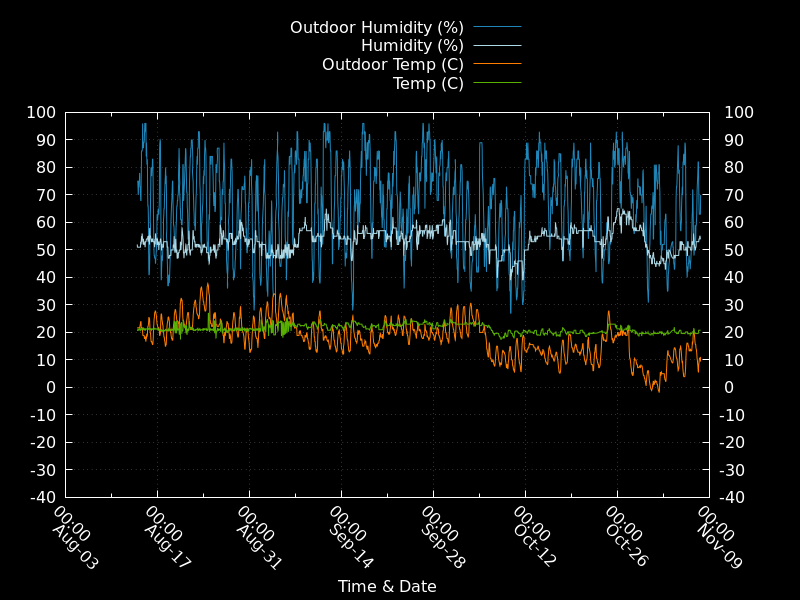 Outdoor Humidity (%)
Humidity (%)
Outdoor Temp (C)
Temp (C)
100 100
90 90
80 80
70 70
60 60
50 50
40 40
30 30
20 20
10 10
0 0
-10 -10
-20 -20
-30 -30
-40 -40
00:00 Aug-03
00:00 Aug-17
00:00 Aug-31
00:00 Sep-14
00:00 Sep-28
00:00 Oct-12
00:00 Oct-26
00:00 Nov-09
Time & Date